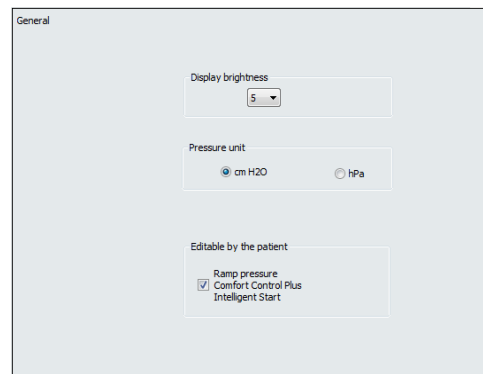 General
Display brightness
5
Pressure unit
cm H2O
hPa
Editable by the patient
Ramp pressure
Comfort Control Plus
Intelligent Start